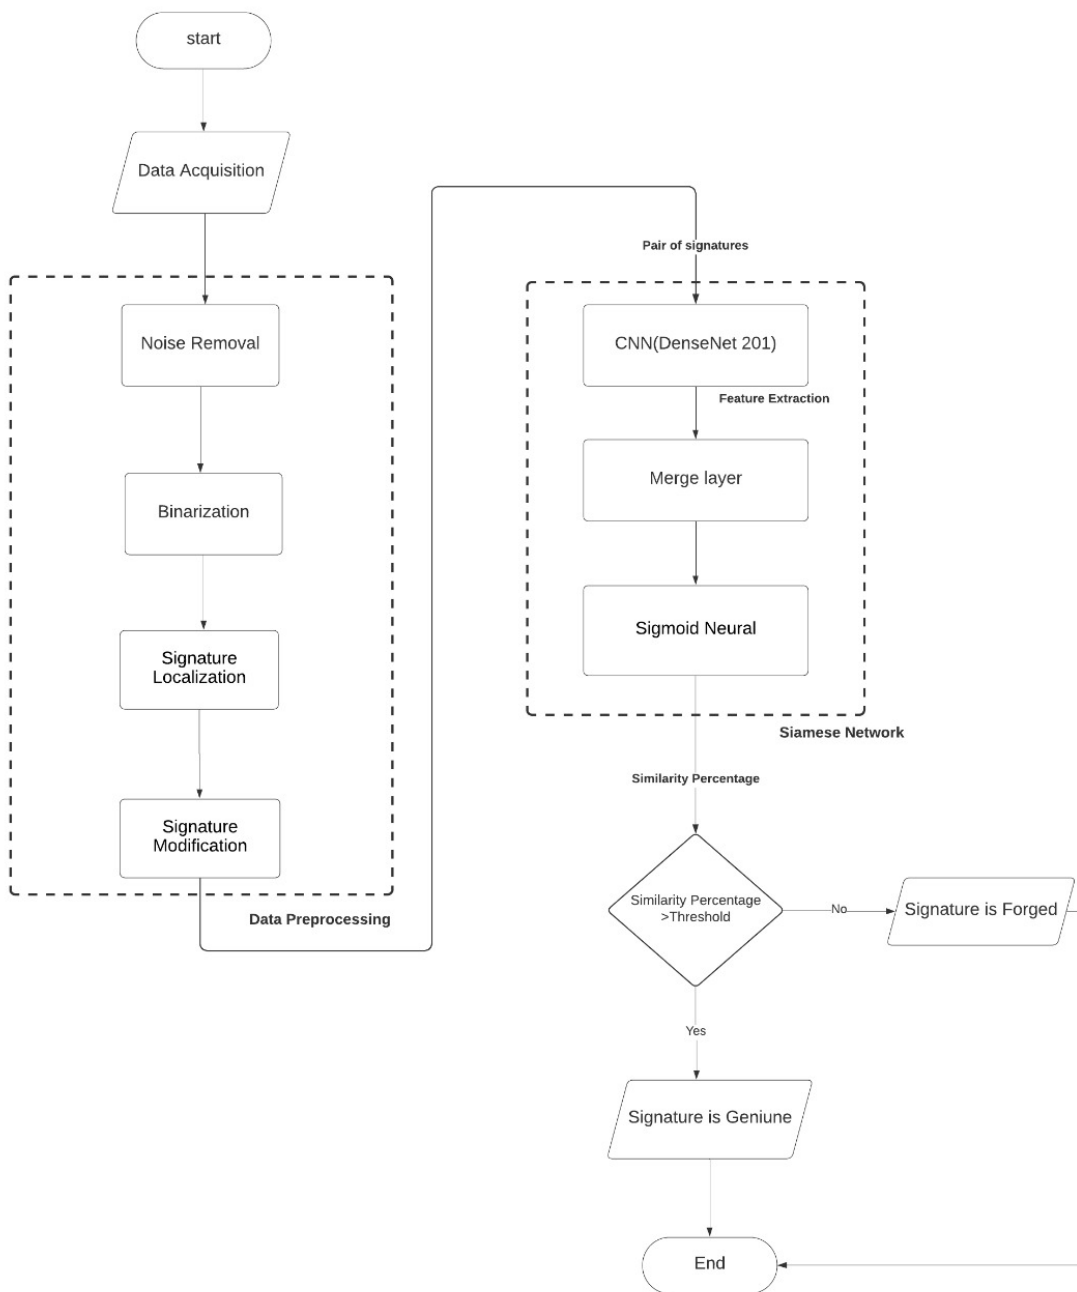 start
Data Acquisition
Noise Removal
Binarization
Signature
Localization
Signature
Modification
Data Preprocessing
Pair of signatures
CNN(DenseNet 201)
Feature Extraction
Merge layer
Sigmoid Neural
Siamese Network
Similarity Percentage
Similarity Percentage
>Threshold
No
Signature is Forged
Yes
Signature is Geniune
End